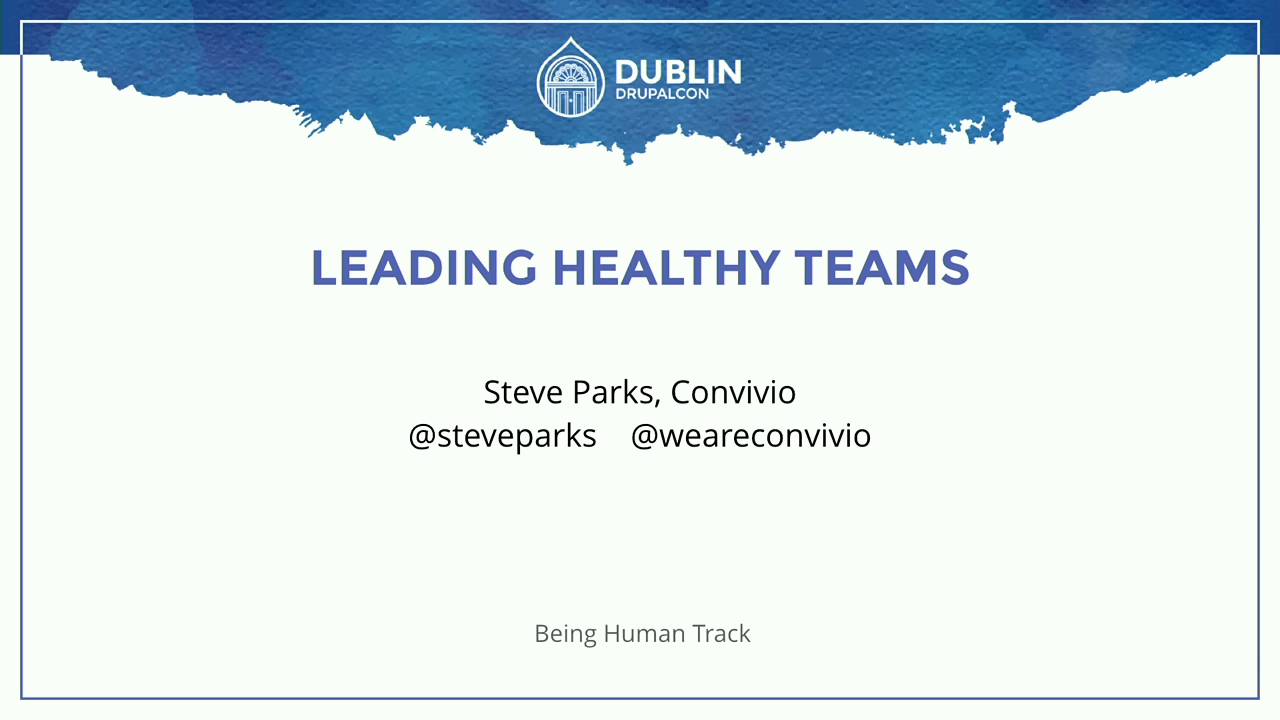 DUBLIN
DRUPALCON
LEADING HEALTHY TEAMS
Steve Parks, Convivio
@steveparks @weareconvivio
Being Human Track